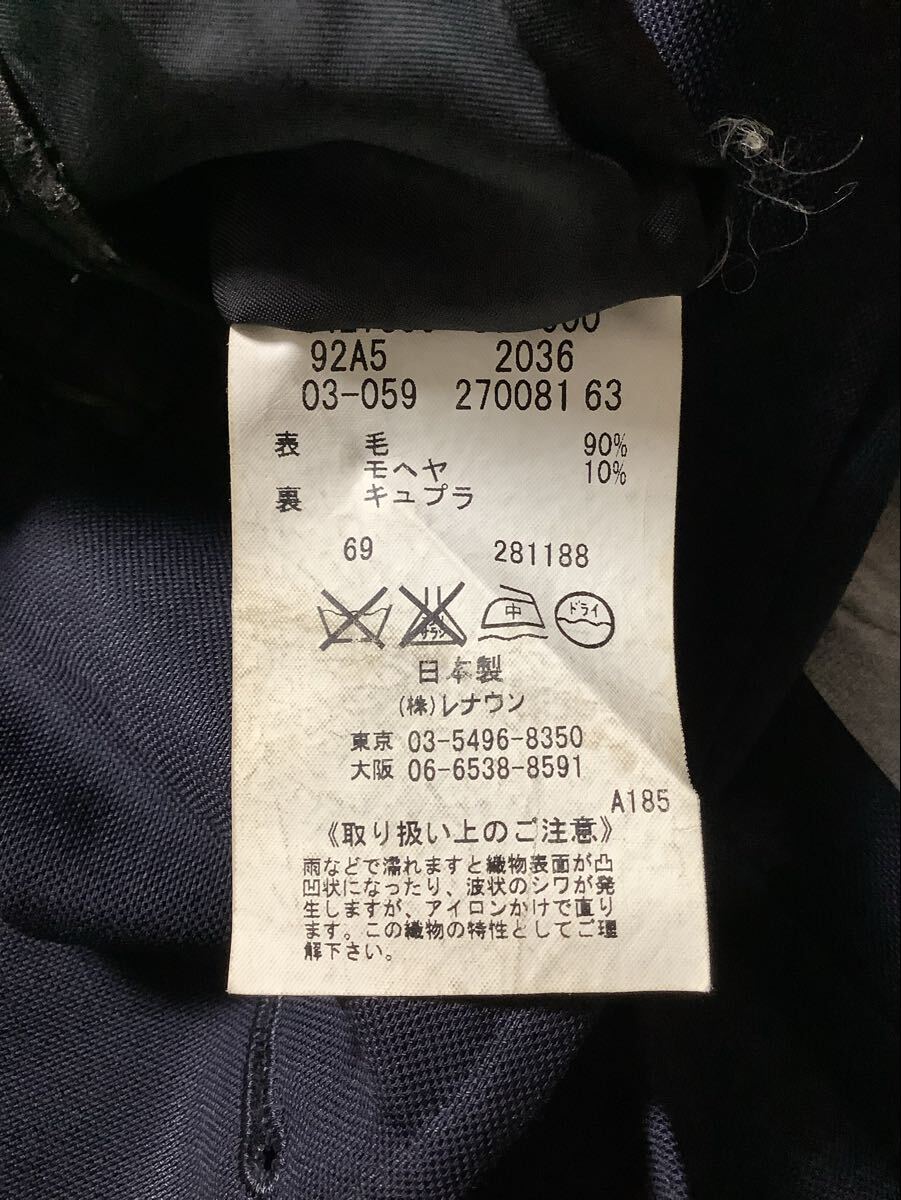 92A5 2036
03-059 270081 63
表 毛 90%
モヘヤ 10%
裏 キュプラ
69 281188
サラシ 中 ドライ
日本製
(株)レナウン
東京 03-5496-8350
大阪 06-6538-8591
A185
《取り扱い上のご注意》
雨などで濡れますと織物表面が凸
凹状になったり、波状のシワが発
生しますが、アイロンかけで直り
ます。この織物の特性としてご理
解下さい。